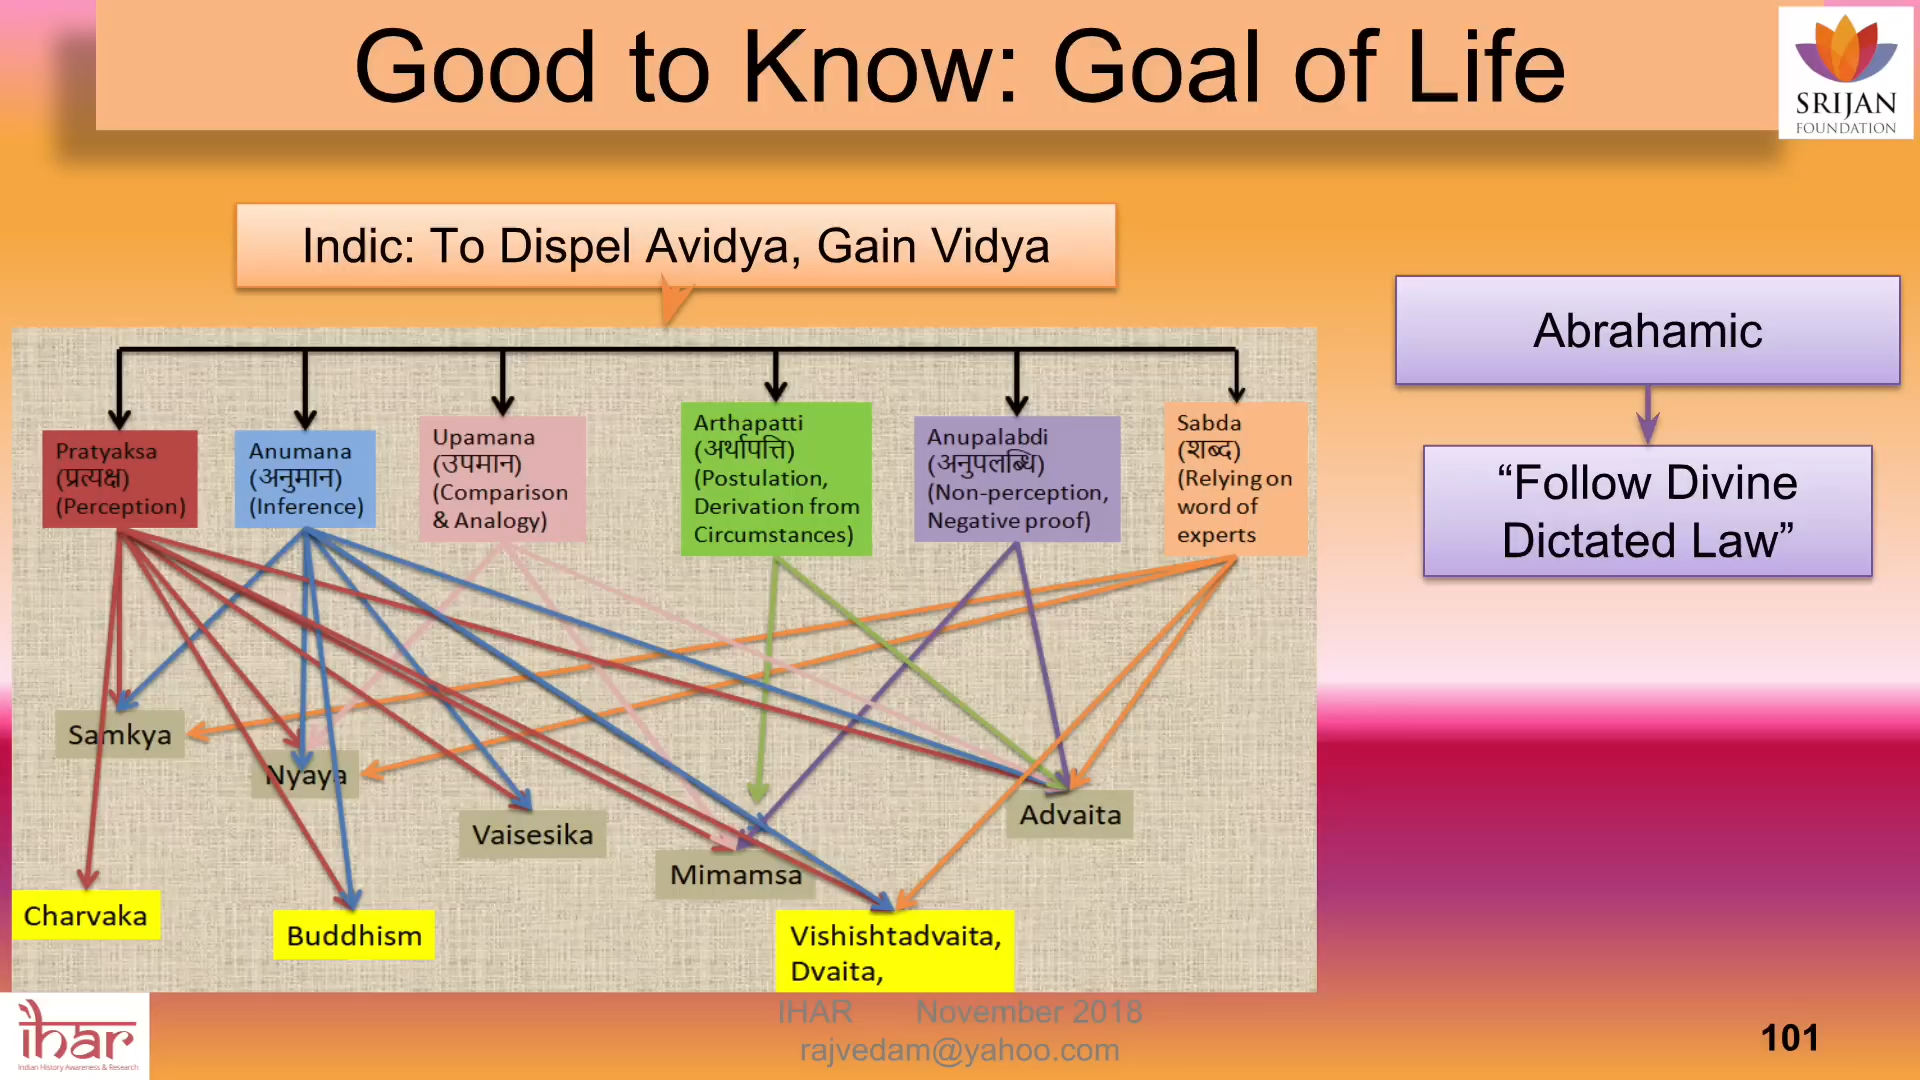 Good to Know: Goal of Life
SRIJAN
FOUNDATION
Indic: To Dispel Avidya, Gain Vidya
Abrahamic
“Follow Divine
Dictated Law”
Pratyaksa
(प्रत्यक्ष)
(Perception)
Anumana
(अनुमान)
(Inference)
Upamana
(उपमान)
(Comparison
& Analogy)
Arthapatti
(अर्थापत्ति)
(Postulation,
Derivation from
Circumstances)
Anupalabdi
(अनुपलब्धि)
(Non-perception,
Negative proof)
Sabda
(शब्द)
(Relying on
word of
experts
Samkya
Nyaya
Vaisesika
Mimamsa
Advaita
Charvaka
Buddhism
Vishishtadvaita,
Dvaita,
IHAR November 2018
rajvedam@yahoo.com
101
ihar
Indian History Awareness & Research